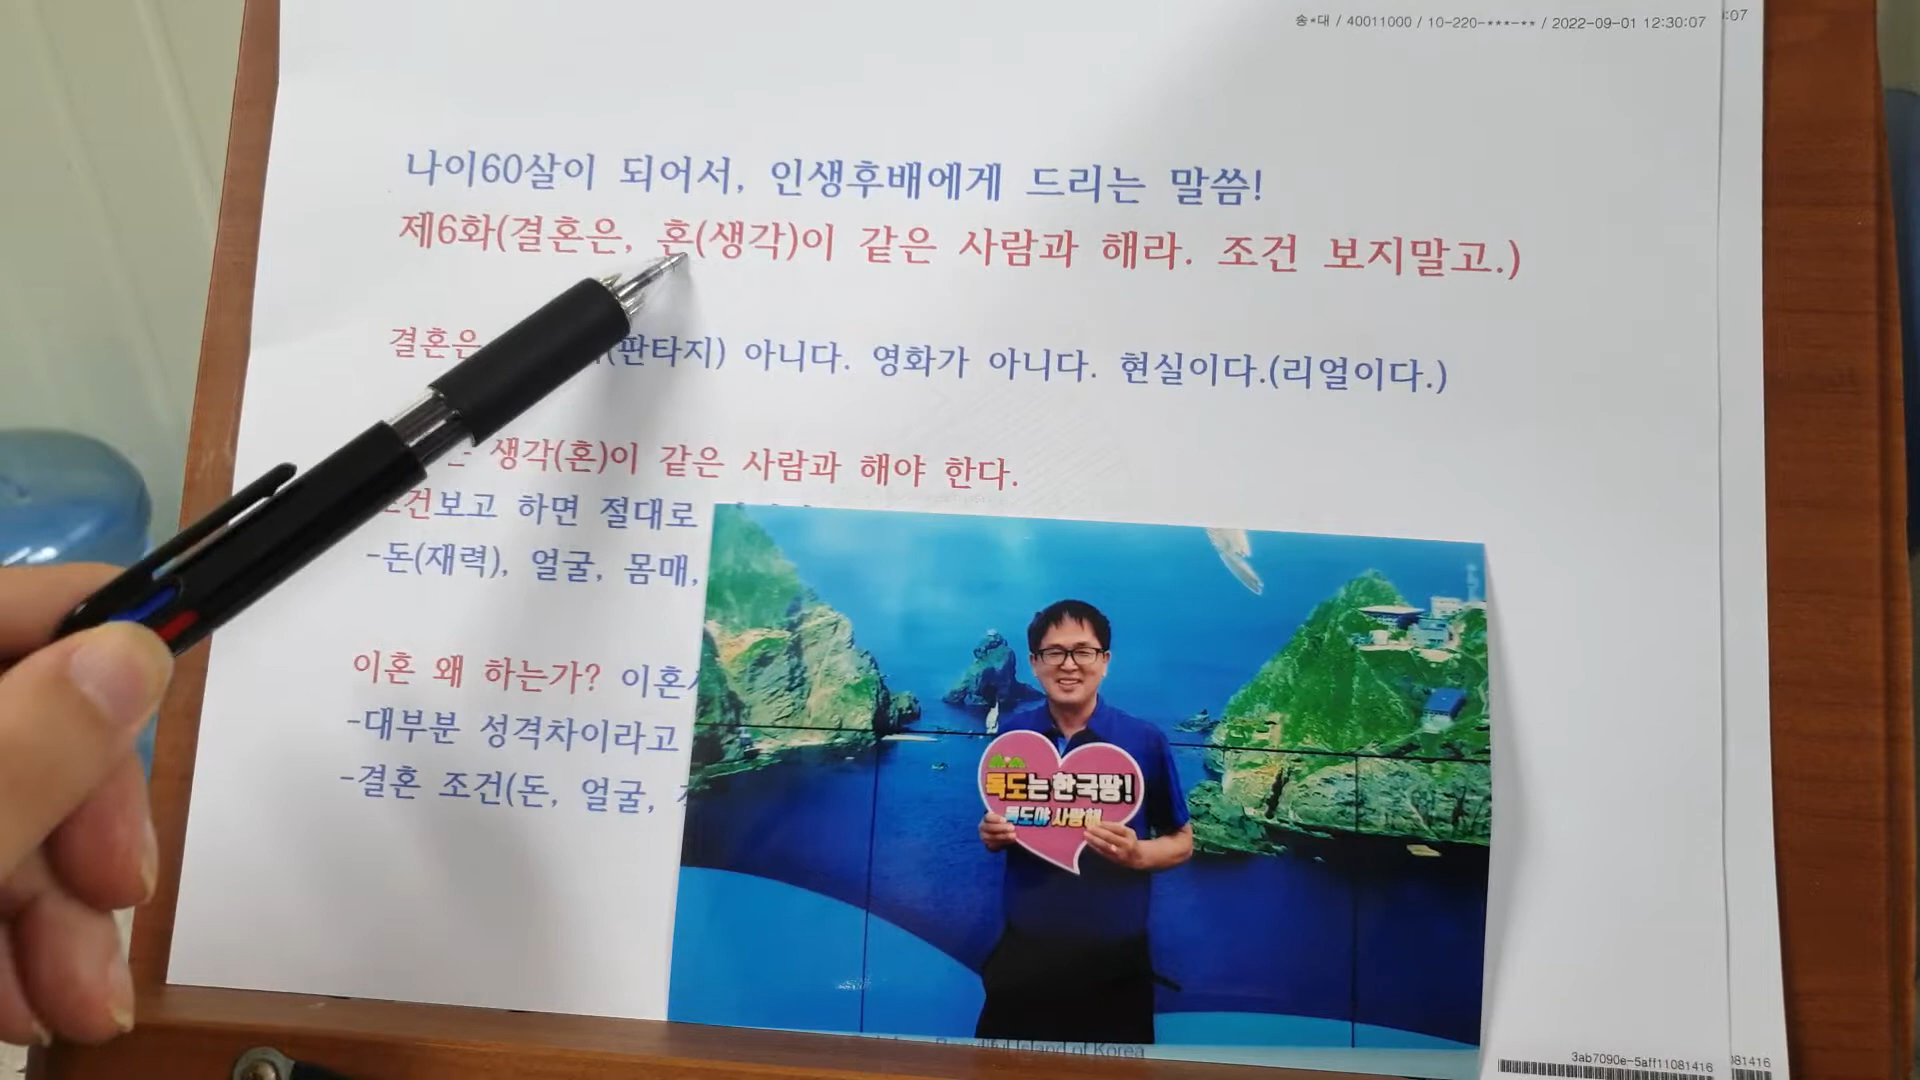 송*대 / 40011000 / 10-220-***-** / 2022-09-01 12:30:07
:07
나이60살이 되어서, 인생후배에게 드리는 말씀!
제6화(결혼은, 혼(생각)이 같은 사람과 해라. 조건 보지말고.)
결혼은 (판타지) 아니다. 영화가 아니다. 현실이다.(리얼이다.)
생각(혼)이 같은 사람과 해야 한다.
조건보고 하면 절대로
-돈(재력), 얼굴, 몸매,
이혼 왜 하는가? 이혼
-대부분 성격차이라고
-결혼 조건(돈, 얼굴,
독도는 한국땅!
독도야 사랑해
Island of Korea
3ab7090e-5aff11081416
81416